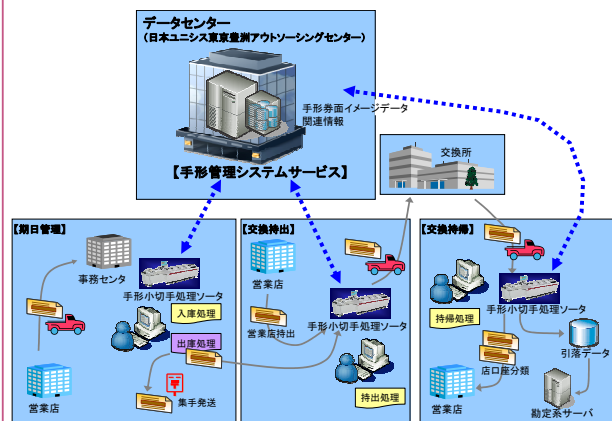 データセンター
(日本ユニシス東京豊洲アウトソーシングセンター)
手形券面イメージデータ
関連情報
【手形管理システムサービス】
交換所
【期日管理】
事務センタ
手形小切手処理ソータ
入庫処理
出庫処理
集手発送
営業店
【交換持出】
営業店
営業店持出
手形小切手処理ソータ
持出処理
【交換持帰】
手形小切手処理ソータ
持帰処理
引落データ
店口座分類
営業店
勘定系サーバ